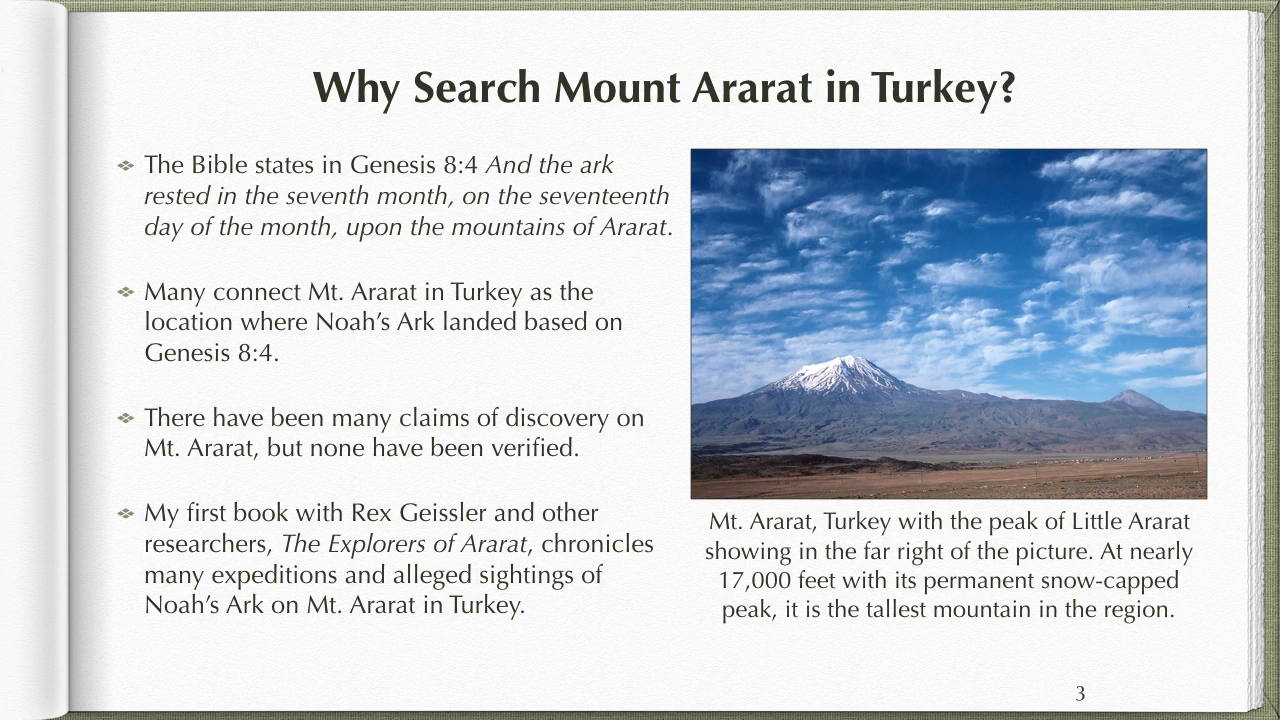 Why Search Mount Ararat in Turkey?
The Bible states in Genesis 8:4 And the ark
rested in the seventh month, on the seventeenth
day of the month, upon the mountains of Ararat.
Many connect Mt. Ararat in Turkey as the
location where Noah’s Ark landed based on
Genesis 8:4.
There have been many claims of discovery on
Mt. Ararat, but none have been verified.
My first book with Rex Geissler and other
researchers, The Explorers of Ararat, chronicles
many expeditions and alleged sightings of
Noah’s Ark on Mt. Ararat in Turkey.
Mt. Ararat, Turkey with the peak of Little Ararat
showing in the far right of the picture. At nearly
17,000 feet with its permanent snow-capped
peak, it is the tallest mountain in the region.
3